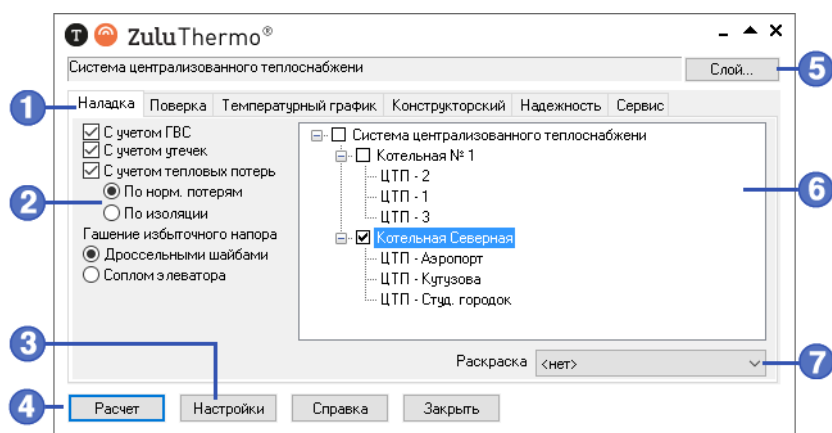 T ZuluThermo®
Система централизованного теплоснабжени
Слой...
5
1
Наладка Поверка Температурный график Конструкторский Надежность Сервис
С учетом ГВС
С учетом утечек
С учетом тепловых потерь
По норм. потерям
2
По изоляции
Гашение избыточного напора
Дроссельными шайбами
Соплом элеватора
Система централизованного теплоснабжени
Котельная № 1
ЦТП - 2
ЦТП - 1
ЦТП - 3
6
Котельная Северная
ЦТП - Аэропорт
ЦТП - Кутузова
ЦТП - Студ. городок
3
Раскраска <нет>
7
4
Расчет Настройки Справка Закрыть